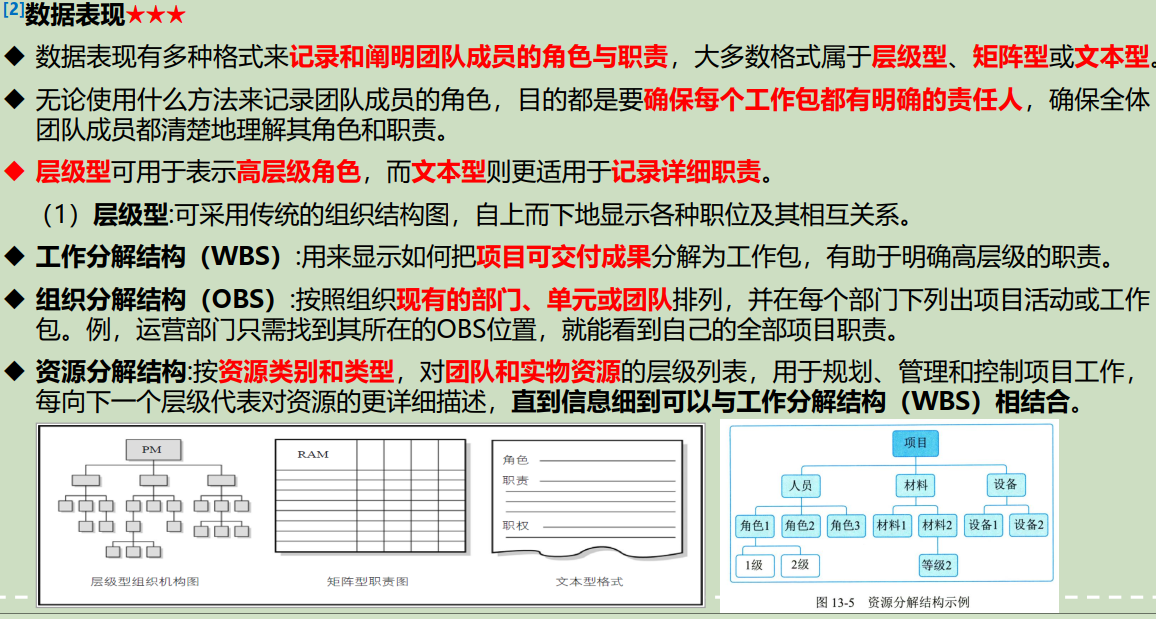 [2]数据表现★★★
◆ 数据表现有多种格式来记录和阐明团队成员的角色与职责，大多数格式属于层级型、矩阵型或文本型。
◆ 无论使用什么方法来记录团队成员的角色，目的都是要确保每个工作包都有明确的责任人，确保全体
团队成员都清楚地理解其角色和职责。
◆ 层级型可用于表示高层级角色，而文本型则更适用于记录详细职责。
（1）层级型:可采用传统的组织结构图，自上而下地显示各种职位及其相互关系。
◆ 工作分解结构（WBS）:用来显示如何把项目可交付成果分解为工作包，有助于明确高层级的职责。
◆ 组织分解结构（OBS）:按照组织现有的部门、单元或团队排列，并在每个部门下列出项目活动或工作
包。例，运营部门只需找到其所在的OBS位置，就能看到自己的全部项目职责。
◆ 资源分解结构:按资源类别和类型，对团队和实物资源的层级列表，用于规划、管理和控制项目工作，
每向下一个层级代表对资源的更详细描述，直到信息细到可以与工作分解结构（WBS）相结合。
PM
层级型组织机构图
RAM
矩阵型职责图
角色
职责
职权
文本型格式
项目
人员 材料 设备
角色1 角色2 角色3 材料1 材料2 设备1 设备2
1级 2级 等级2
图 13-5 资源分解结构示例